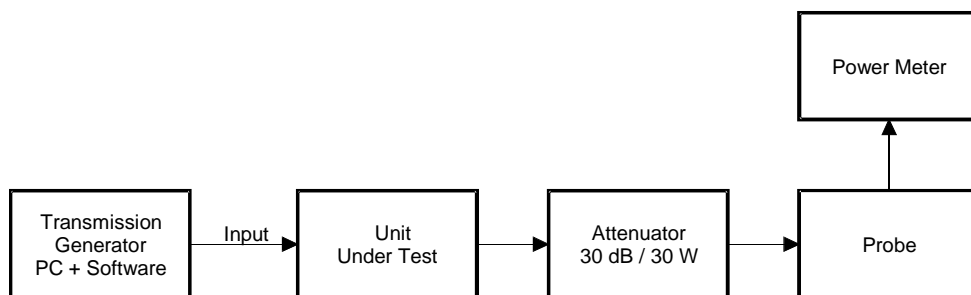 Power Meter
Transmission
Generator
PC + Software
Input
Unit
Under Test
Attenuator
30 dB / 30 W
Probe